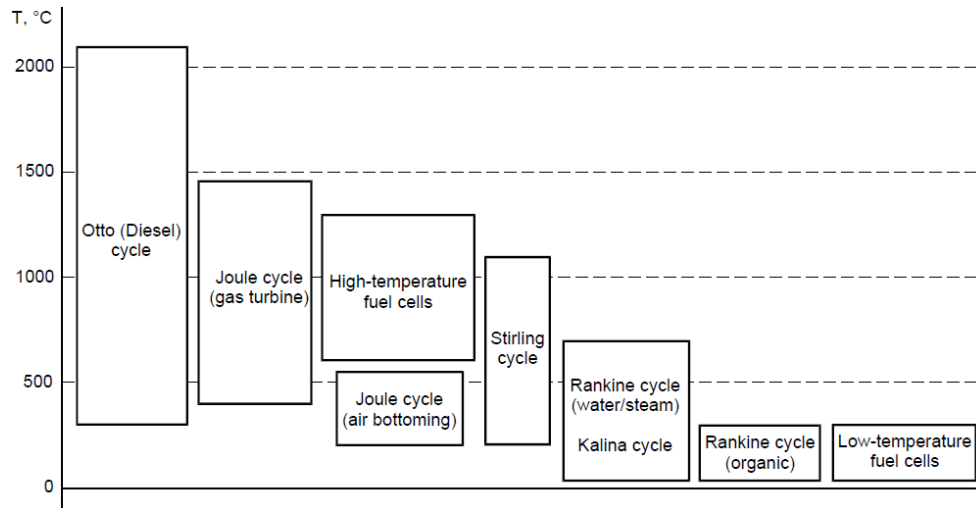 T, °C
2000
1500
1000
500
0
Otto (Diesel)
cycle
Joule cycle
(gas turbine)
High-temperature
fuel cells
Joule cycle
(air bottoming)
Stirling
cycle
Rankine cycle
(water/steam)
Kalina cycle
Rankine cycle
(organic)
Low-temperature
fuel cells